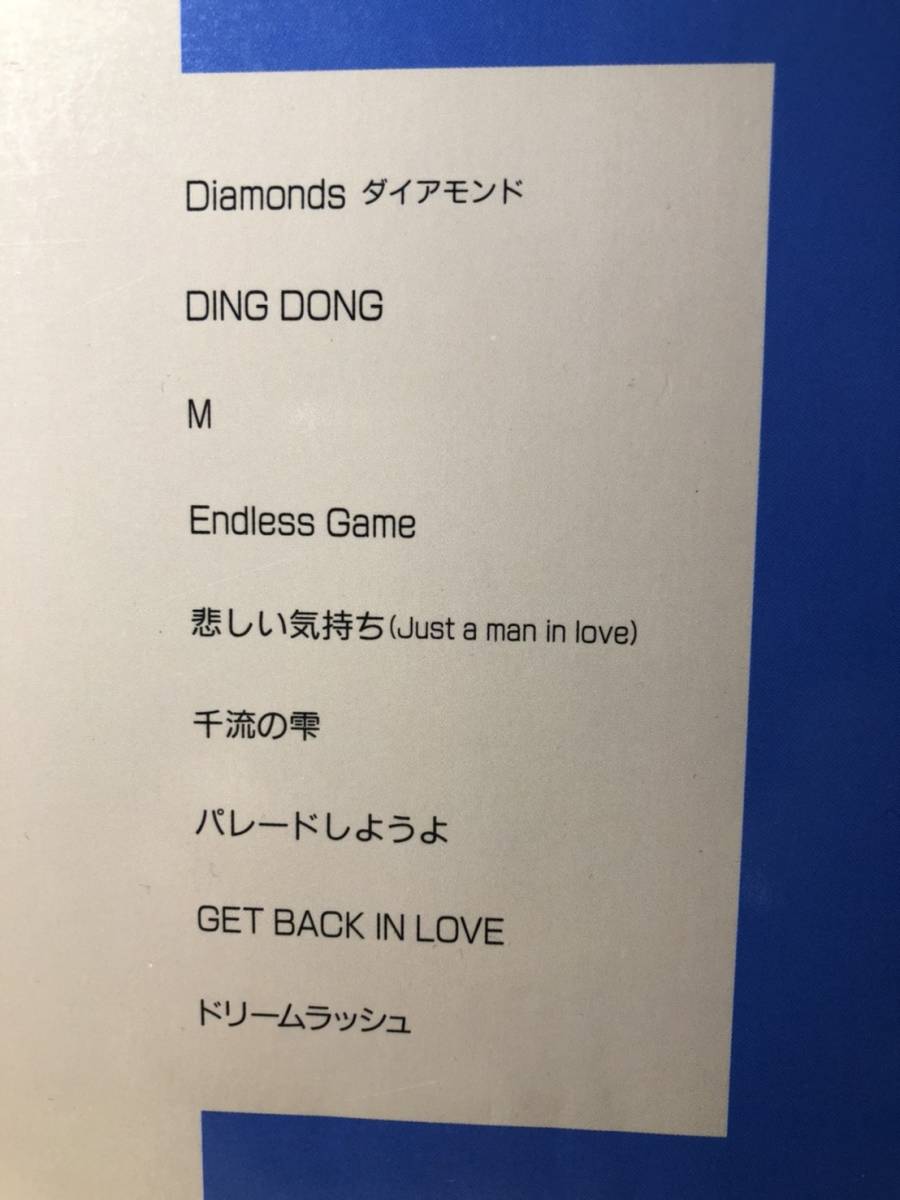 Diamonds ダイアモンド
DING DONG
M
Endless Game
悲しい気持ち(Just a man in love)
千流の雫
パレードしようよ
GET BACK IN LOVE
ドリームラッシュ